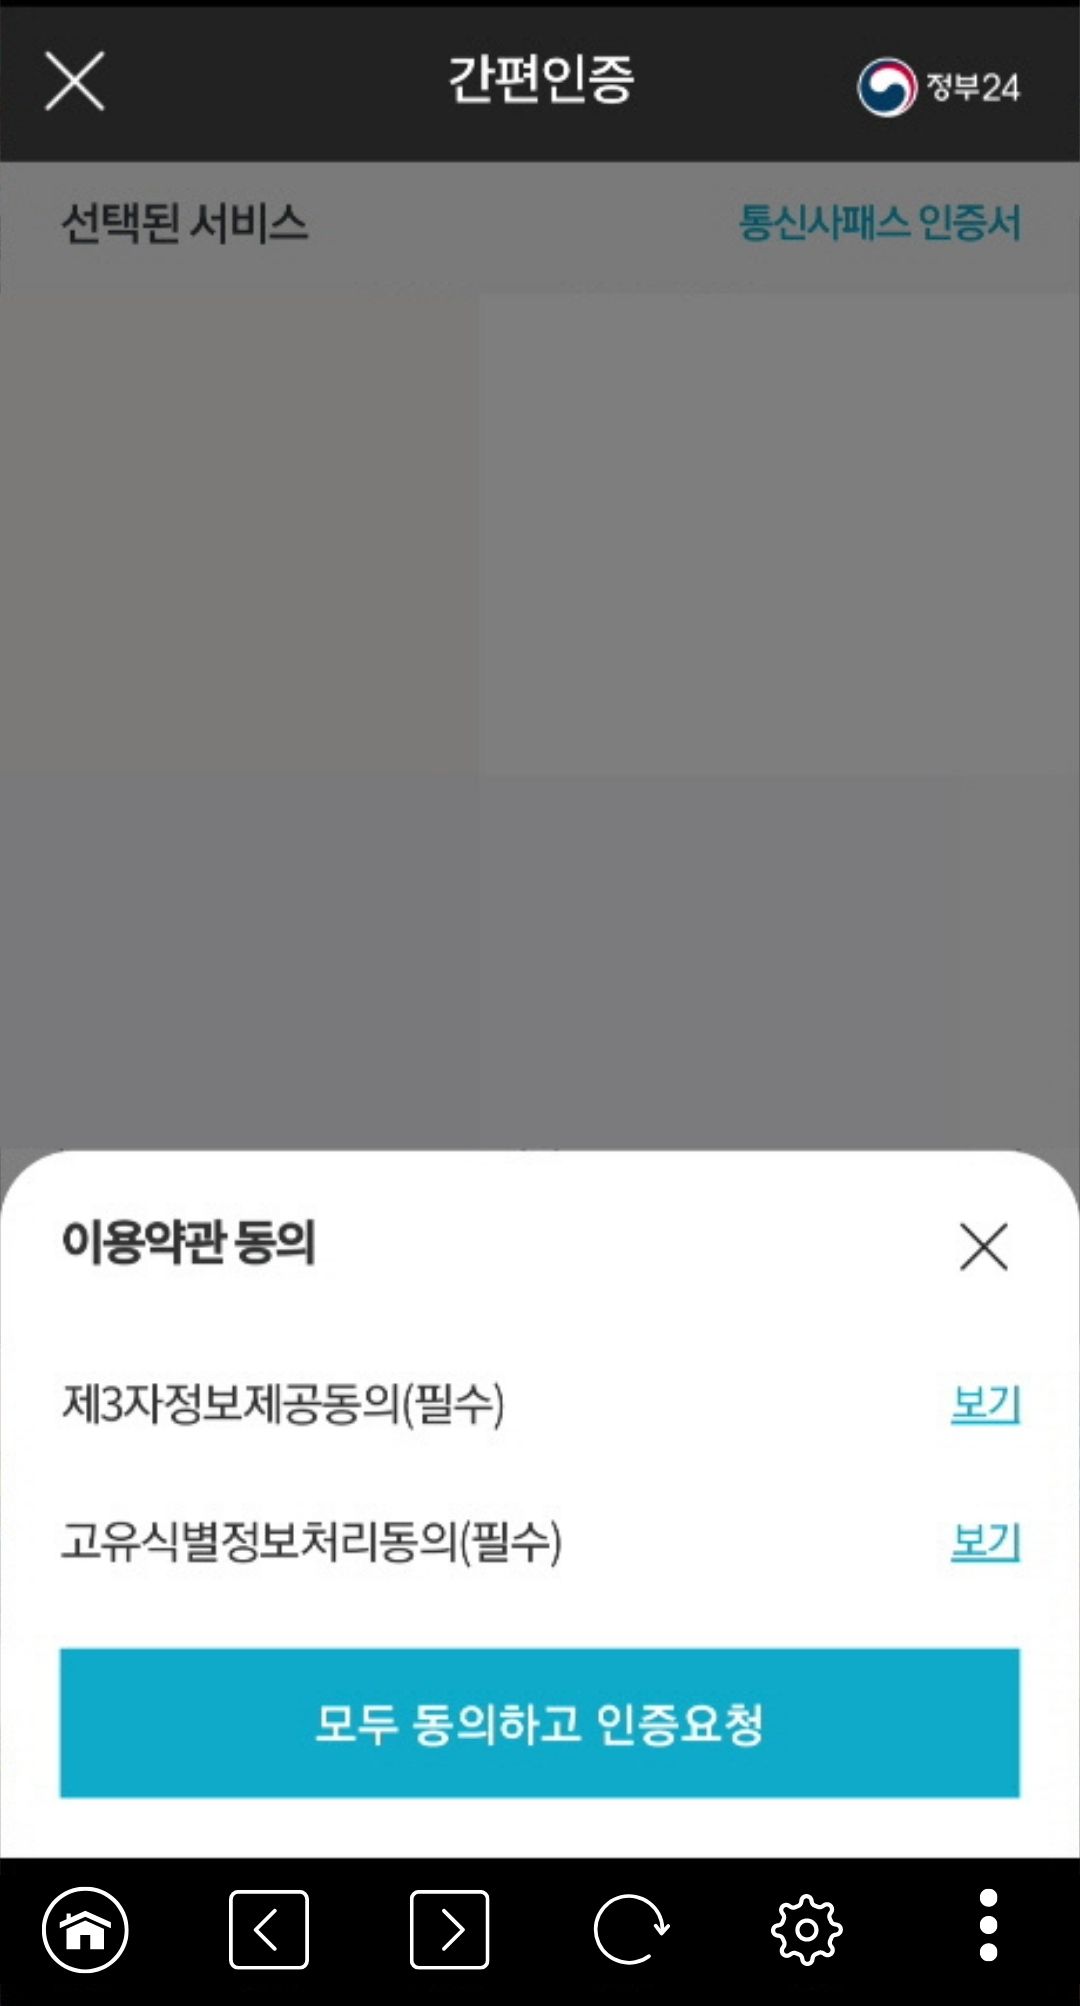 간편인증
정부24
선택된 서비스
통신사패스 인증서
이용약관 동의
제3자정보제공동의(필수)
보기
고유식별정보처리동의(필수)
보기
모두 동의하고 인증요청